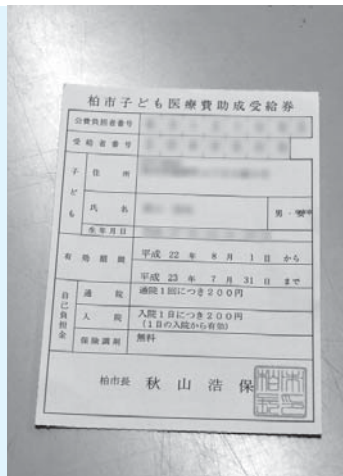 柏市子ども医療費助成受給券
公費負担者番号
受給者番号
子ども
住所
氏名
男・
生年月日
有効期間
平成 22 年 8 月 1 日 から
平成 23 年 7 月 31 日 まで
自己負担金
通院
通院1回につき200円
入院
入院1日につき200円
(1日の入院から有効)
保険調剤
無料
柏市長 秋山浩保